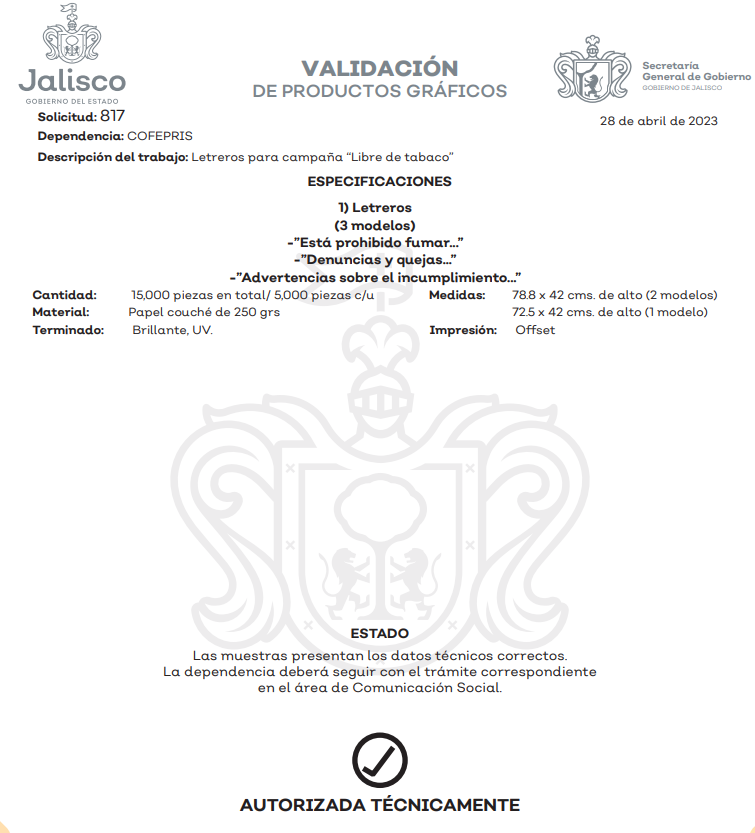 Jalisco
GOBIERNO DEL ESTADO
VALIDACIÓN
DE PRODUCTOS GRÁFICOS
Secretaría
General de Gobierno
GOBIERNO DE JALISCO
Solicitud: 817
28 de abril de 2023
Dependencia: COFEPRIS
Descripción del trabajo: Letreros para campaña “Libre de tabaco”
ESPECIFICACIONES
1) Letreros
(3 modelos)
-”Está prohibido fumar...”
-”Denuncias y quejas...”
-”Advertencias sobre el incumplimiento...”
Cantidad: 15,000 piezas en total/ 5,000 piezas c/u Medidas: 78.8 x 42 cms. de alto (2 modelos)
Material: Papel couché de 250 grs 72.5 x 42 cms. de alto (1 modelo)
Terminado: Brillante, UV. Impresión: Offset
ESTADO
Las muestras presentan los datos técnicos correctos.
La dependencia deberá seguir con el trámite correspondiente
en el área de Comunicación Social.
AUTORIZADA TÉCNICAMENTE